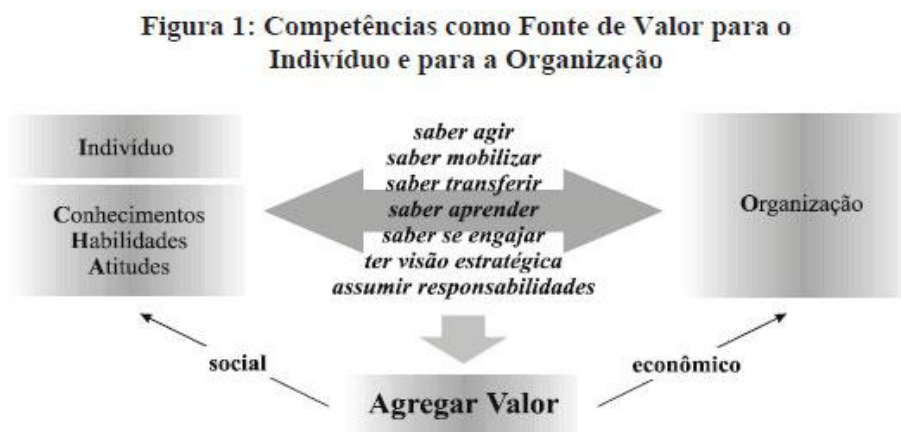 Figura 1: Competências como Fonte de Valor para o
Indivíduo e para a Organização
Indivíduo
Conhecimentos
Habilidades
Atitudes
saber agir
saber mobilizar
saber transferir
saber aprender
saber se engajar
ter visão estratégica
assumir responsabilidades
Organização
social
econômico
Agregar Valor